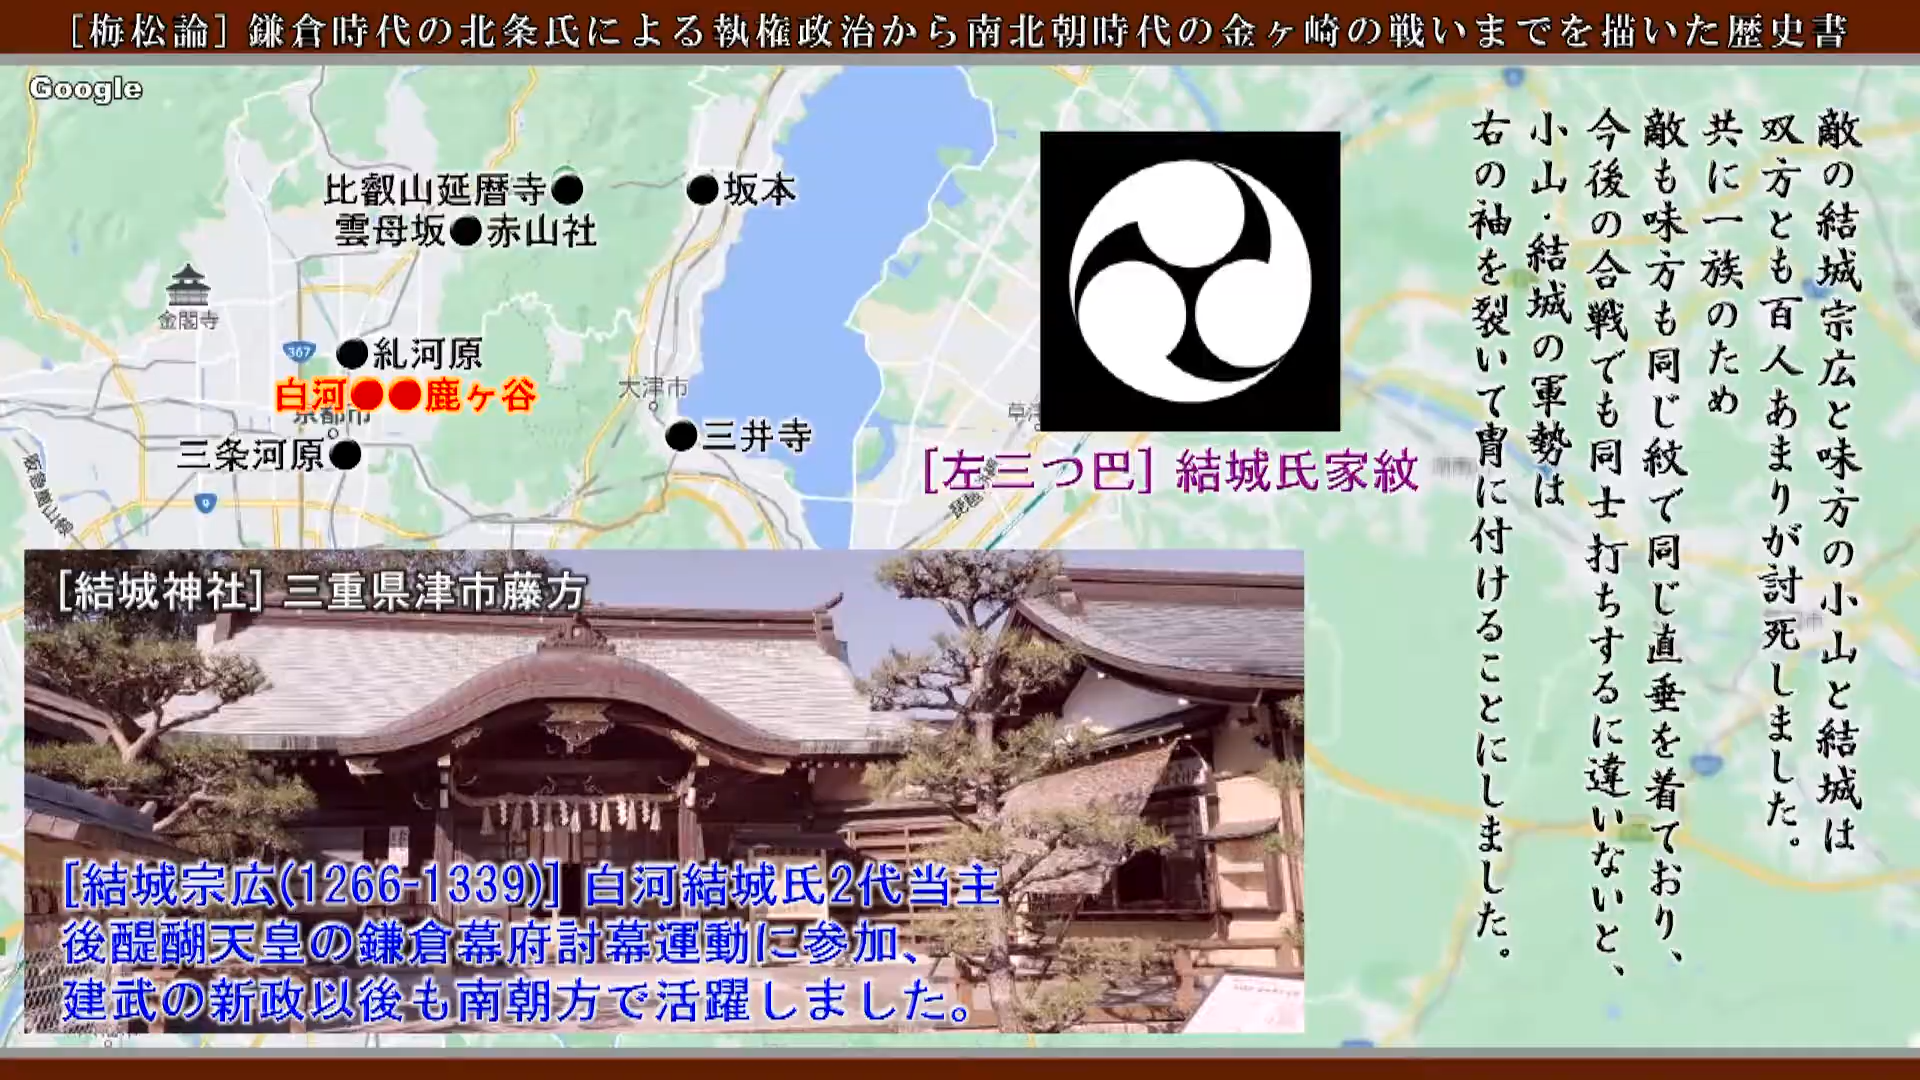 [梅松論] 鎌倉時代の北条氏による執権政治から南北朝時代の金ヶ崎の戦いまでを描いた歴史書
Google
敵の結城宗広と味方の小山と結城は
双方とも百人あまりが討死しました。
共に一族のため
敵も味方も同じ紋で同じ直垂を着ており、
今後の合戦でも同士打ちするに違いないと、
小山・結城の軍勢は
右の袖を裂いて冑に付けることにしました。
比叡山延暦寺
坂本
雲母坂
赤山社
金閣寺
367
糺河原
白河
鹿ヶ谷
京都市
大津市
三条河原
三井寺
9
[左三つ巴] 結城氏家紋
[結城神社] 三重県津市藤方
[結城宗広(1266-1339)] 白河結城氏2代当主
後醍醐天皇の鎌倉幕府討幕運動に参加、
建武の新政以後も南朝方で活躍しました。